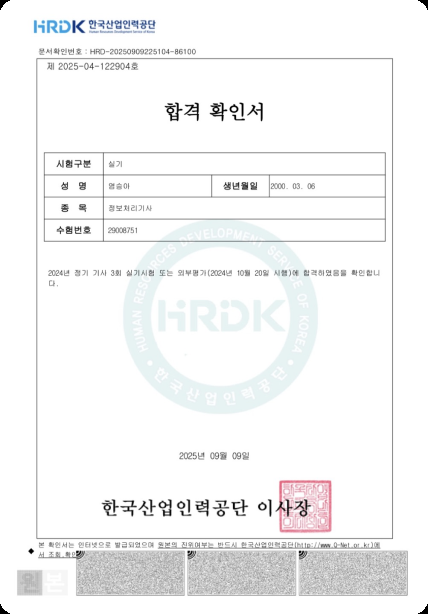 HRDK 한국산업인력공단
Human Resources Development Service of Korea
문서확인번호 : HRD-20250909225104-86100
제 2025-04-122904호
합격 확인서
시험구분 실기
성 명 염승아 생년월일 2000. 03. 06
종 목 정보처리기사
수험번호 29008751
2024년 정기 기사 3회 실기시험 또는 외부평가(2024년 10월 20일 시행)에 합격하였음을 확인합니
다.
HUMAN RESOURCES DEVELOPMENT SERVICE OF KOREA
HRDK
한국산업인력공단
2025년 09월 09일
한국산업인력공단 이사장
본 확인서는 인터넷으로 발급되었으며 원본의 진위여부는 반드시 한국산업인력공단(http://www.Q-Net.or.kr)에
서 조회,확인
원본